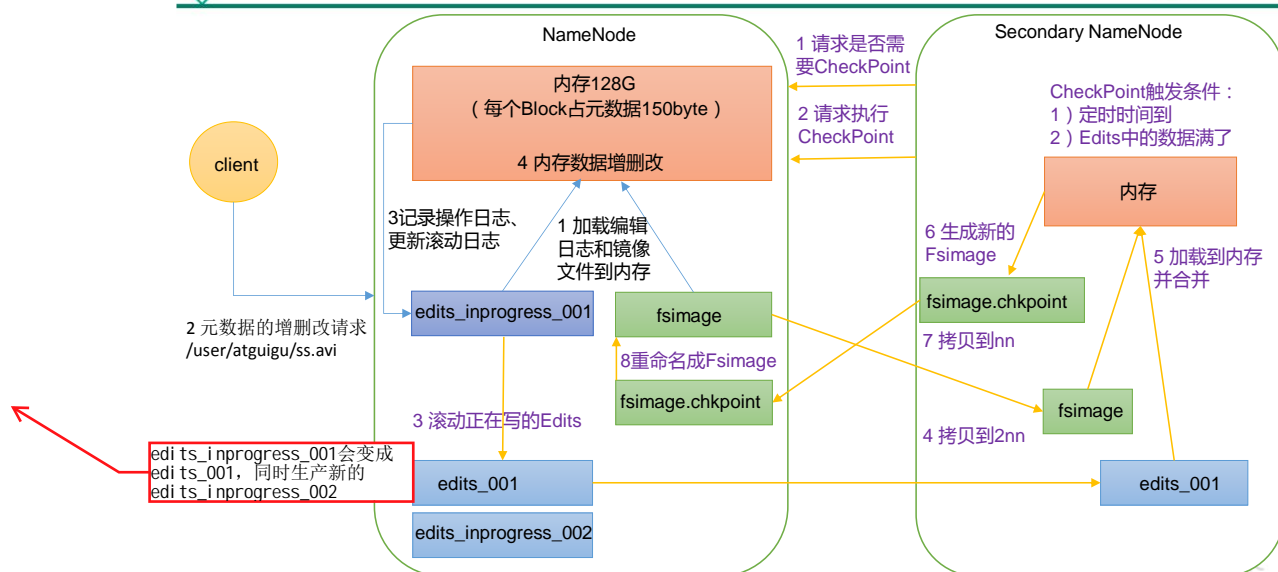 NameNode
内存128G
（每个Block占元数据150byte）
4 内存数据增删改
client
3记录操作日志、
更新滚动日志
1 加载编辑
日志和镜像
文件到内存
edits_inprogress_001
fsimage
2 元数据的增删改请求
/user/atguigu/ss.avi
8重命名成Fsimage
fsimage.chkpoint
3 滚动正在写的Edits
edits_inprogress_001会变成
edits_001，同时生产新的
edits_inprogress_002
edits_001
edits_inprogress_002
1 请求是否需
要CheckPoint
2 请求执行
CheckPoint
Secondary NameNode
CheckPoint触发条件：
1）定时时间到
2）Edits中的数据满了
内存
6 生成新的
Fsimage
5 加载到内存
并合并
fsimage.chkpoint
7 拷贝到nn
fsimage
4 拷贝到2nn
edits_001